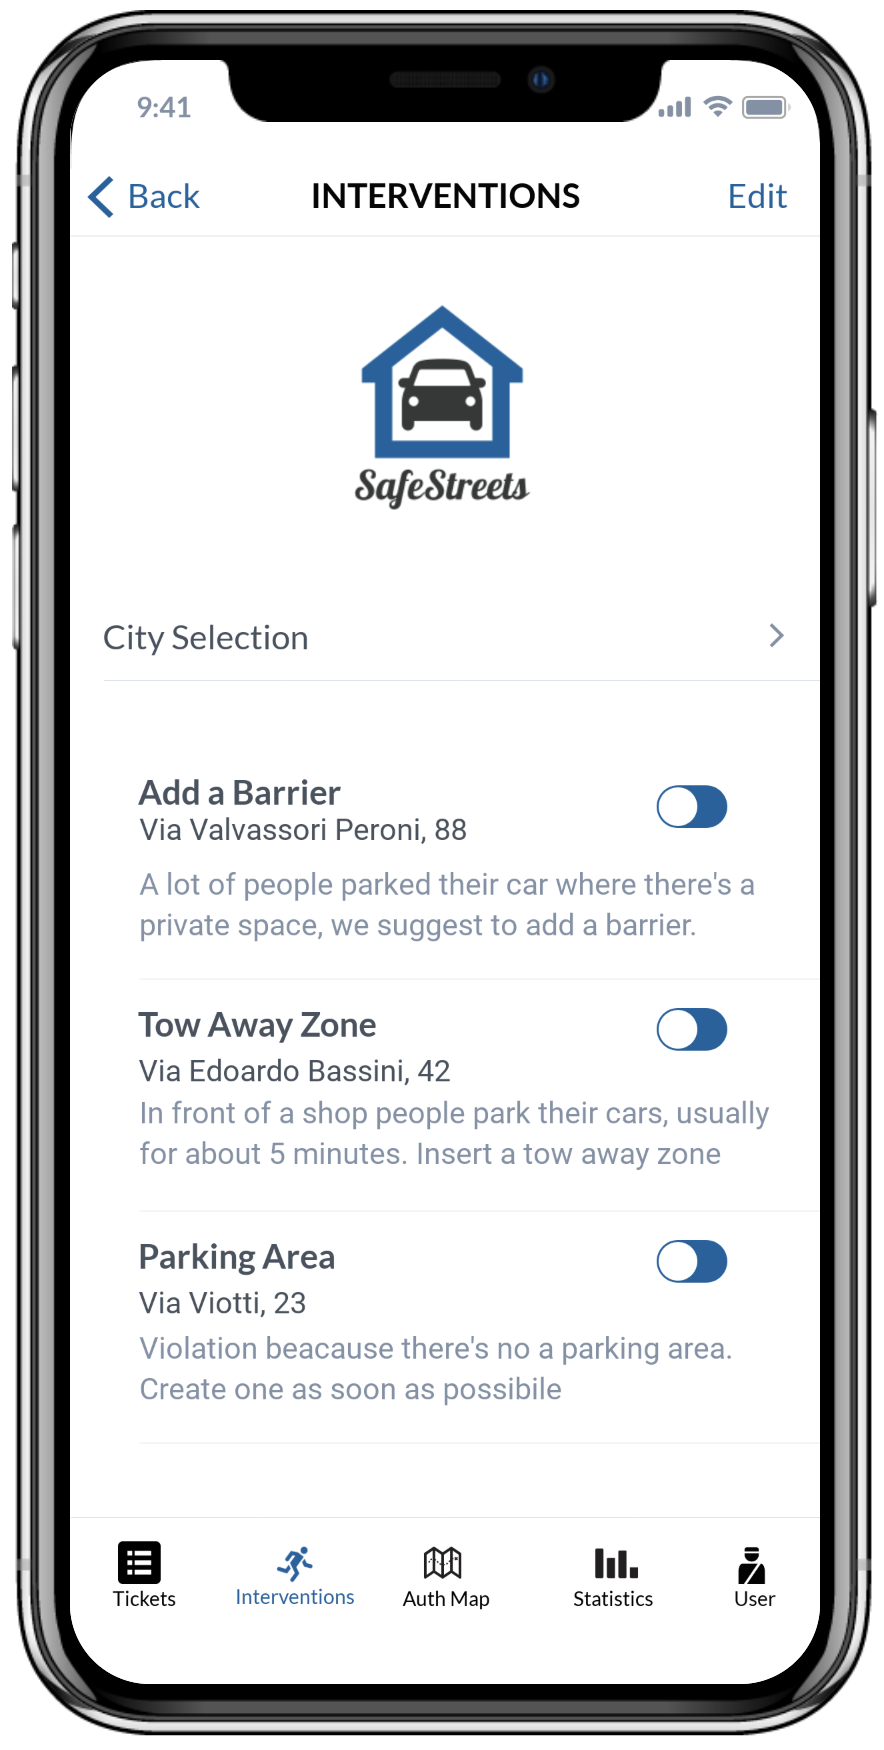 9:41
Back
INTERVENTIONS
Edit
SafeStreets
City Selection
Add a Barrier
Via Valvassori Peroni, 88
A lot of people parked their car where there's a
private space, we suggest to add a barrier.
Tow Away Zone
Via Edoardo Bassini, 42
In front of a shop people park their cars, usually
for about 5 minutes. Insert a tow away zone
Parking Area
Via Viotti, 23
Violation beacause there's no a parking area.
Create one as soon as possibile
Tickets
Interventions
Auth Map
Statistics
User